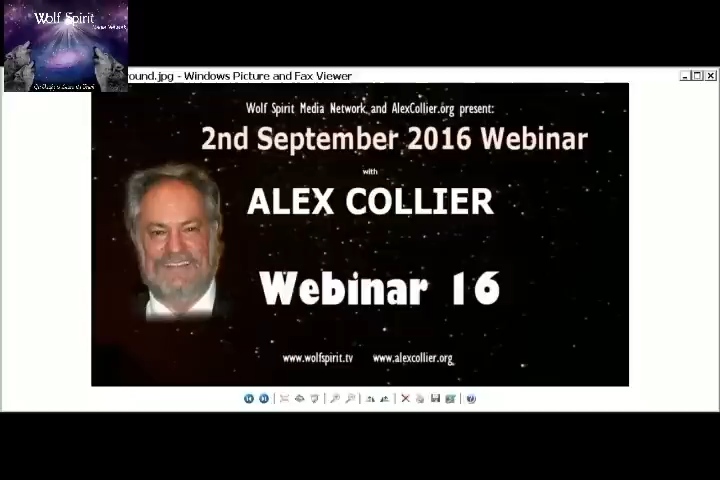 Wolf Spirit
round.jpg - Windows Picture and Fax Viewer
Wolf Spirit Media Network and AlexCollier.org present:
2nd September 2016 Webinar
with
ALEX COLLIER
Webinar 16
www.wolfspirit.tv www.alexcollier.org